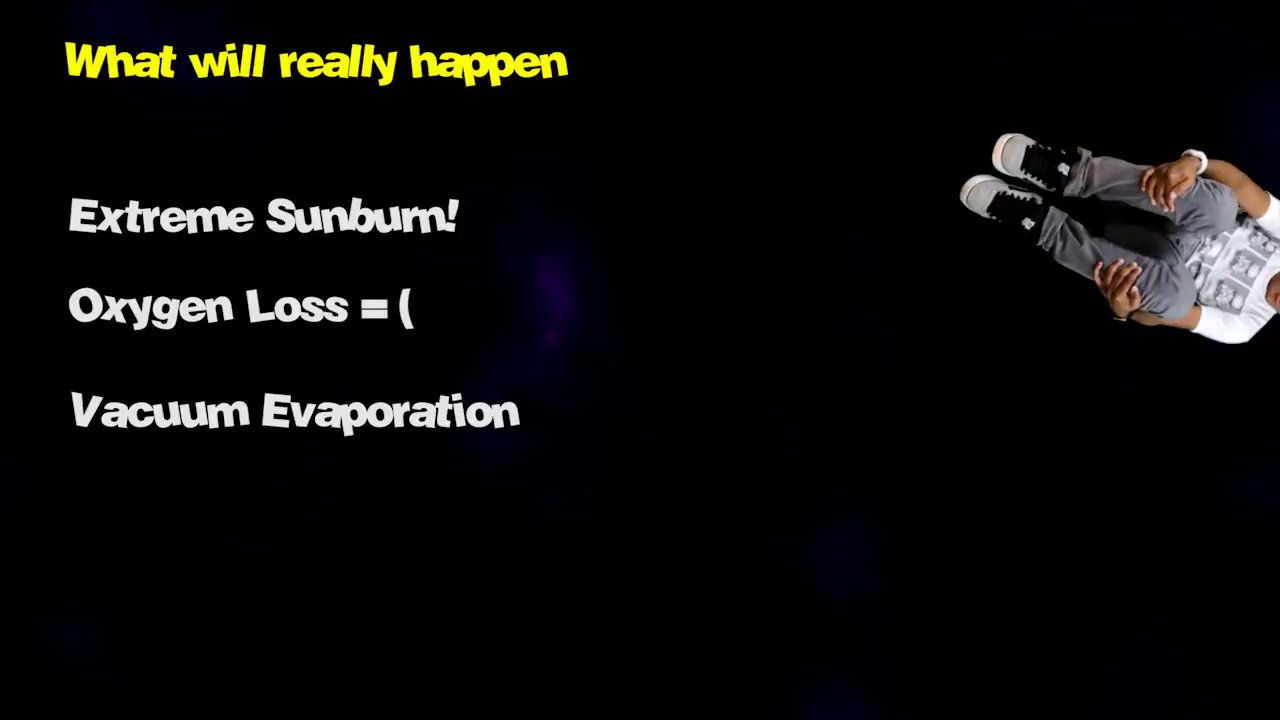 What will really happen
Extreme Sunburn!
Oxygen Loss = (
Vacuum Evaporation